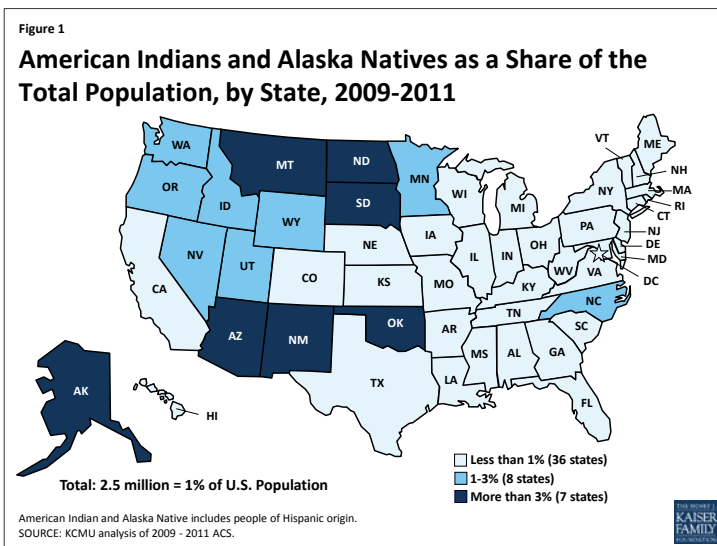 Figure 1
American Indians and Alaska Natives as a Share of the
Total Population, by State, 2009-2011
WA
OR
ID
MT
WY
ND
SD
MN
NV
UT
CA
AZ
NM
CO
NE
KS
OK
TX
IA
MO
AR
LA
WI
IL
IN
MI
OH
KY
TN
MS
AL
GA
FL
SC
NC
VA
WV
PA
NY
VT
ME
NH
MA
RI
CT
NJ
DE
MD
DC
AK
HI
Less than 1% (36 states)
1-3% (8 states)
More than 3% (7 states)
Total: 2.5 million = 1% of U.S. Population
American Indian and Alaska Native includes people of Hispanic origin.
SOURCE: KCMU analysis of 2009 - 2011 ACS.
THE HENRY J.
KAISER
FAMILY
FOUNDATION